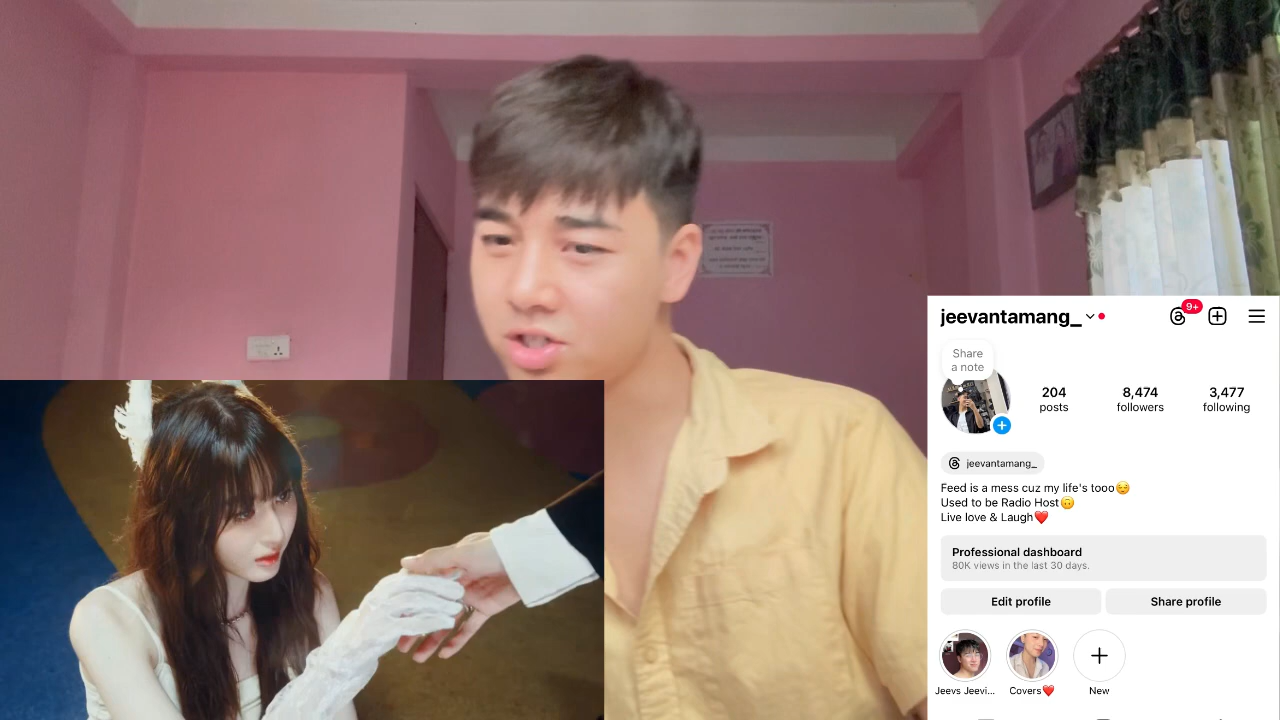 jeevantamang_
9+
Share
a note
204
posts
8,474
followers
3,477
following
jeevantamang_
Feed is a mess cuz my life's tooo😌
Used to be Radio Host🙃
Live love & Laugh❤️
Professional dashboard
80K views in the last 30 days.
Edit profile
Share profile
Jeevs Jeevi...
Covers❤️
New